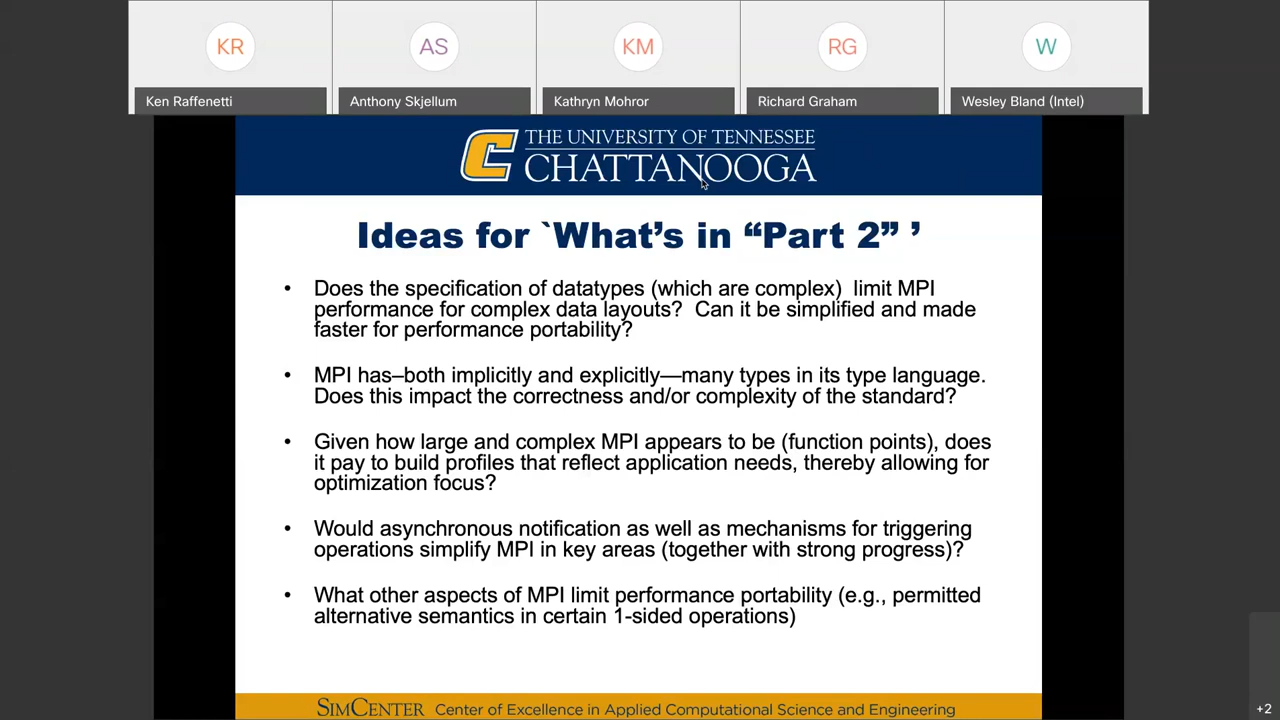 KR
AS
KM
RG
W
Ken Raffenetti
Anthony Skjellum
Kathryn Mohror
Richard Graham
Wesley Bland (Intel)
C
THE UNIVERSITY OF TENNESSEE
CHATTANOOGA
Ideas for `What’s in “Part 2” ’
• Does the specification of datatypes (which are complex)  limit MPI
performance for complex data layouts?  Can it be simplified and made
faster for performance portability?
• MPI has–both implicitly and explicitly—many types in its type language.
Does this impact the correctness and/or complexity of the standard?
• Given how large and complex MPI appears to be (function points), does
it pay to build profiles that reflect application needs, thereby allowing for
optimization focus?
• Would asynchronous notification as well as mechanisms for triggering
operations simplify MPI in key areas (together with strong progress)?
• What other aspects of MPI limit performance portability (e.g., permitted
alternative semantics in certain 1-sided operations)
SIMCENTER Center of Excellence in Applied Computational Science and Engineering
+2